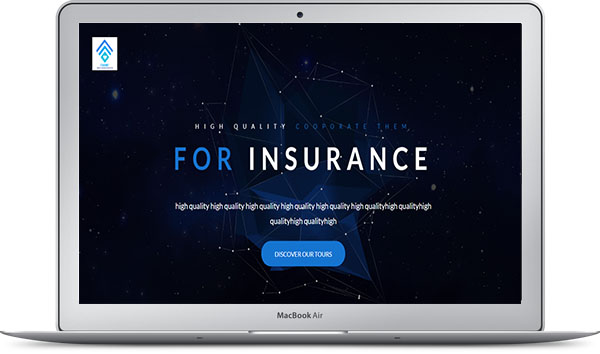 HIGH QUALITY COOPORATE THEM
FOR INSURANCE
high quality high quality high quality high quality high quality high qualityhigh qualityhigh
qualityhigh qualityhigh
DISCOVER OUR TOURS
MacBook Air